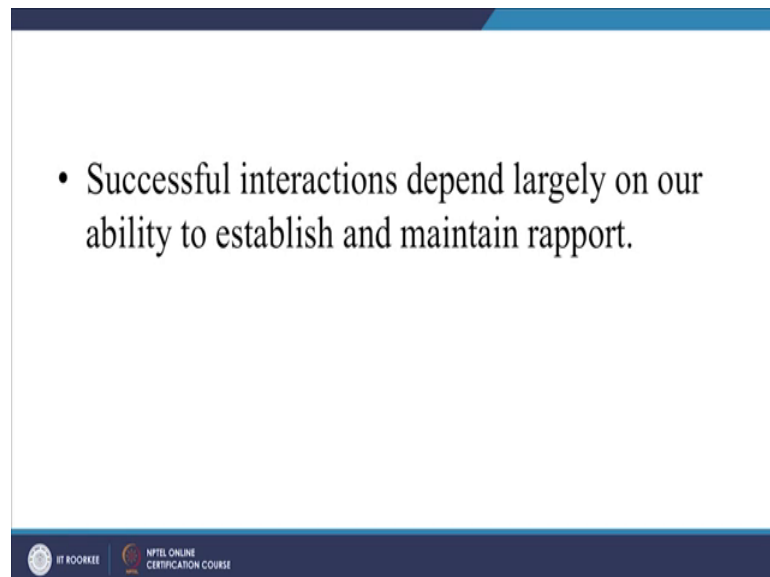 • Successful interactions depend largely on our
ability to establish and maintain rapport.
IIT ROORKEE
NPTEL ONLINE
CERTIFICATION COURSE